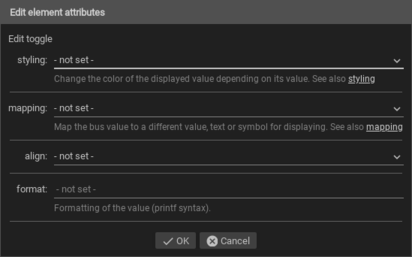 Edit element attributes
Edit toggle
styling: - not set -
Change the color of the displayed value depending on its value. See also styling
mapping: - not set -
Map the bus value to a different value, text or symbol for displaying. See also mapping
align: - not set -
format: - not set -
Formatting of the value (printf syntax).
OK Cancel